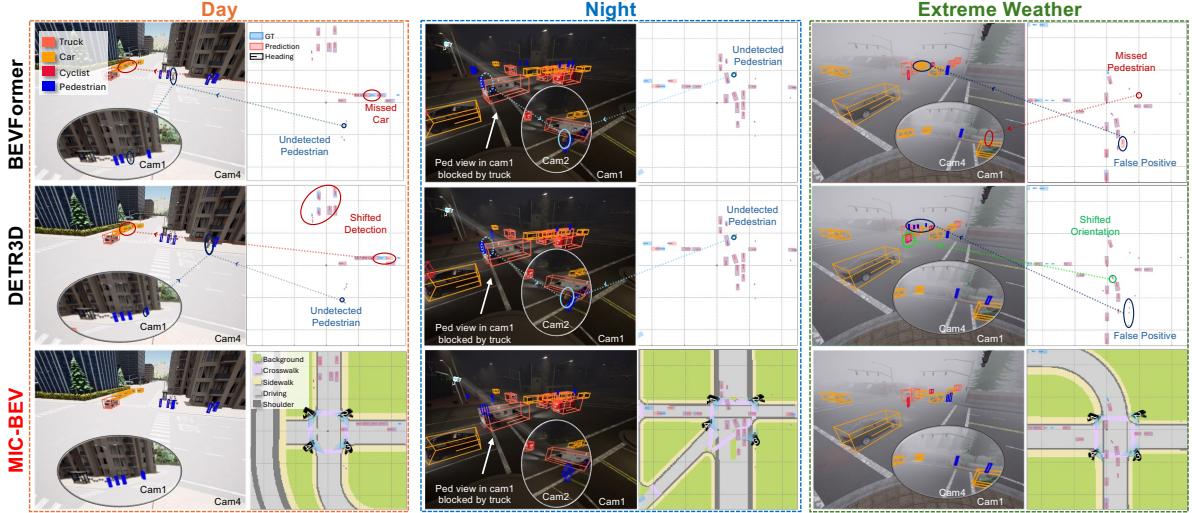 Day
Night
Extreme Weather
BEVFormer
Truck
Car
Cyclist
Pedestrian
Cam1
Cam4
GT
Prediction
Heading
Missed
Car
Undetected
Pedestrian
Ped view in cam1
blocked by truck
Cam2
Cam1
Undetected
Pedestrian
Cam4
Cam1
Missed
Pedestrian
False Positive
DETR3D
Cam1
Cam4
Shifted
Detection
Undetected
Pedestrian
Ped view in cam1
blocked by truck
Cam2
Cam1
Undetected
Pedestrian
Cam4
Cam1
Shifted
Orientation
False Positive
MIC-BEV
Cam1
Cam4
Background
Crosswalk
Sidewalk
Driving
Shoulder
Ped view in cam1
blocked by truck
Cam2
Cam1
Cam4
Cam1